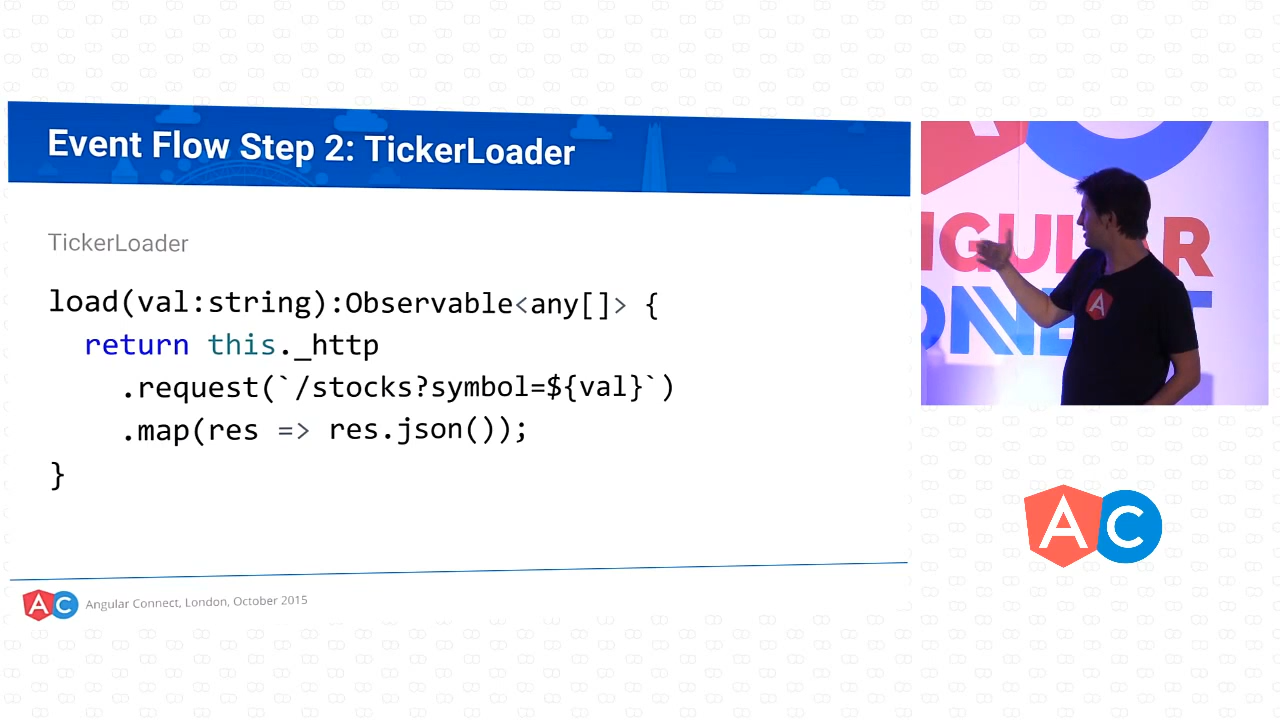 Event Flow Step 2: TickerLoader
TickerLoader
load(val:string):Observable<any[]> {
return this._http
.request(`/stocks?symbol=${val}`)
.map(res => res.json());
}
AC Angular Connect, London, October 2015
AC